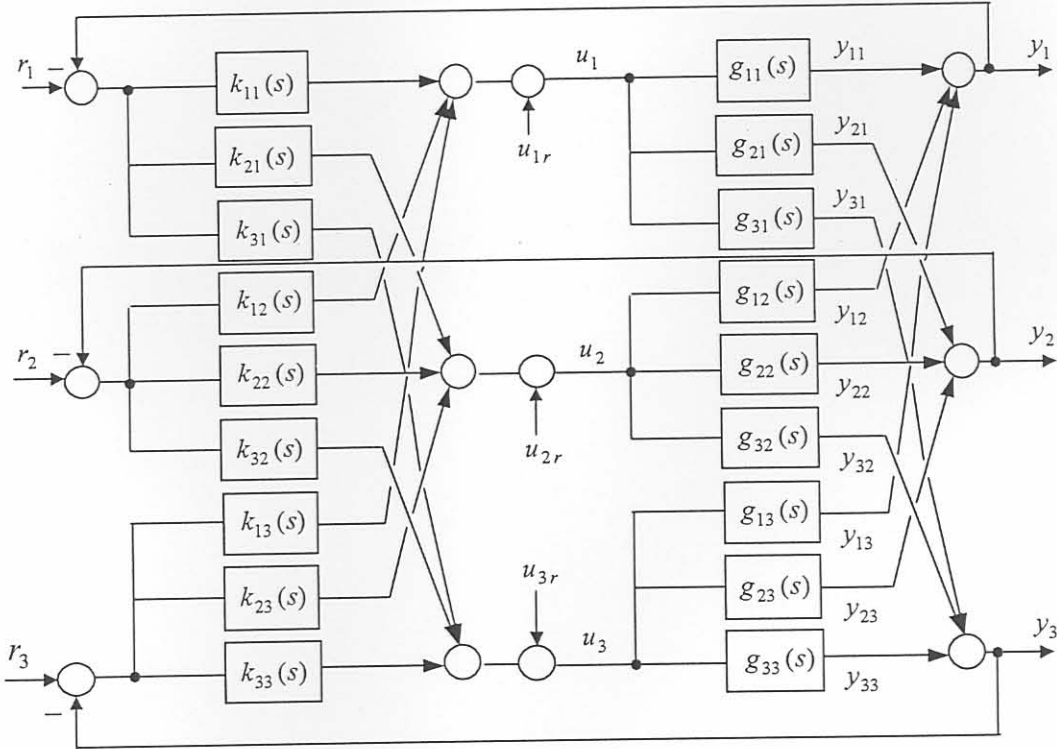 r₁ − k₁₁(s) u₁ g₁₁(s) y₁₁ y₁
k₂₁(s) u₁ᵣ g₂₁(s) y₂₁
k₃₁(s) g₃₁(s) y₃₁
k₁₂(s) g₁₂(s) y₁₂
r₂ − k₂₂(s) u₂ g₂₂(s) y₂₂ y₂
k₃₂(s) u₂ᵣ g₃₂(s) y₃₂
k₁₃(s) g₁₃(s) y₁₃
k₂₃(s) u₃ᵣ g₂₃(s) y₂₃
r₃ − k₃₃(s) u₃ g₃₃(s) y₃₃ y₃